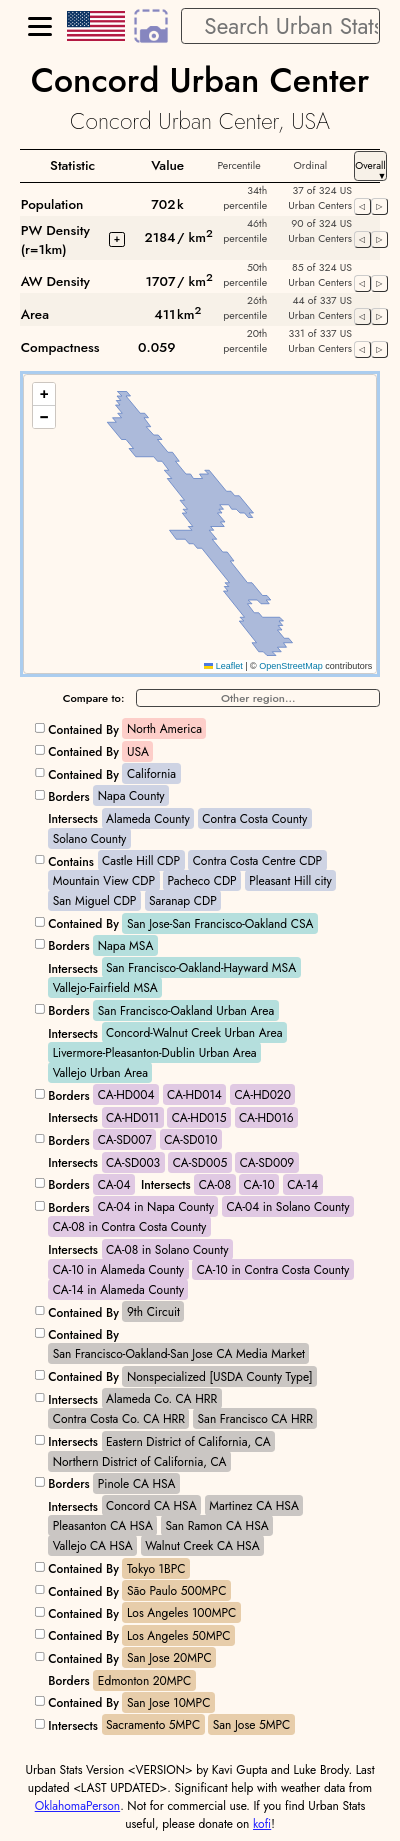 Search Urban Stats
Concord Urban Center
Concord Urban Center, USA
Statistic Value Percentile Ordinal Overall ▼
Population 702k 34th percentile 37 of 324 US Urban Centers ◁ ▷
PW Density (r=1km) + 2184/ km² 46th percentile 90 of 324 US Urban Centers ◁ ▷
AW Density 1707/ km² 50th percentile 85 of 324 US Urban Centers ◁ ▷
Area 411km² 26th percentile 44 of 337 US Urban Centers ◁ ▷
Compactness 0.059 20th percentile 331 of 337 US Urban Centers ◁ ▷
+
−
Leaflet | © OpenStreetMap contributors
Compare to: Other region...
Contained By North America
Contained By USA
Contained By California
Borders Napa County
Intersects Alameda County Contra Costa County
Solano County
Contains Castle Hill CDP Contra Costa Centre CDP
Mountain View CDP Pacheco CDP Pleasant Hill city
San Miguel CDP Saranap CDP
Contained By San Jose-San Francisco-Oakland CSA
Borders Napa MSA
Intersects San Francisco-Oakland-Hayward MSA
Vallejo-Fairfield MSA
Borders San Francisco-Oakland Urban Area
Intersects Concord-Walnut Creek Urban Area
Livermore-Pleasanton-Dublin Urban Area
Vallejo Urban Area
Borders CA-HD004 CA-HD014 CA-HD020
Intersects CA-HD011 CA-HD015 CA-HD016
Borders CA-SD007 CA-SD010
Intersects CA-SD003 CA-SD005 CA-SD009
Borders CA-04 Intersects CA-08 CA-10 CA-14
Borders CA-04 in Napa County CA-04 in Solano County
CA-08 in Contra Costa County
Intersects CA-08 in Solano County
CA-10 in Alameda County CA-10 in Contra Costa County
CA-14 in Alameda County
Contained By 9th Circuit
Contained By
San Francisco-Oakland-San Jose CA Media Market
Contained By Nonspecialized [USDA County Type]
Intersects Alameda Co. CA HRR
Contra Costa Co. CA HRR San Francisco CA HRR
Intersects Eastern District of California, CA
Northern District of California, CA
Borders Pinole CA HSA
Intersects Concord CA HSA Martinez CA HSA
Pleasanton CA HSA San Ramon CA HSA
Vallejo CA HSA Walnut Creek CA HSA
Contained By Tokyo 1BPC
Contained By São Paulo 500MPC
Contained By Los Angeles 100MPC
Contained By Los Angeles 50MPC
Contained By San Jose 20MPC
Borders Edmonton 20MPC
Contained By San Jose 10MPC
Intersects Sacramento 5MPC San Jose 5MPC
Urban Stats Version <VERSION> by Kavi Gupta and Luke Brody. Last
updated <LAST UPDATED>. Significant help with weather data from
OklahomaPerson. Not for commercial use. If you find Urban Stats
useful, please donate on kofi!